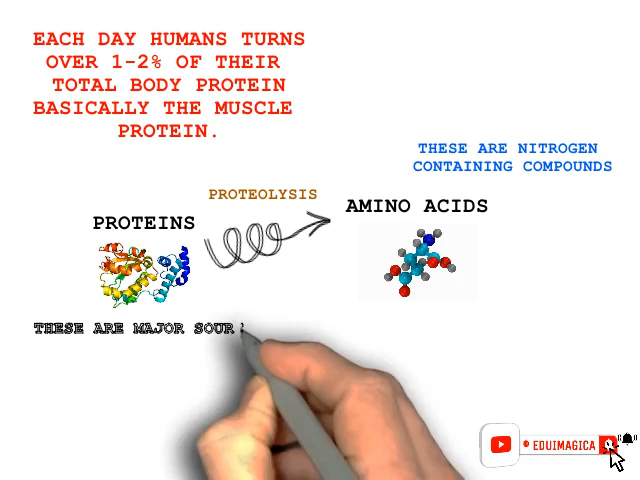 EACH DAY HUMANS TURNS
OVER 1-2% OF THEIR
TOTAL BODY PROTEIN
BASICALLY THE MUSCLE
PROTEIN.
THESE ARE NITROGEN
CONTAINING COMPOUNDS
PROTEOLYSIS
AMINO ACIDS
PROTEINS
THESE ARE MAJOR SOUR
© EDUIMAGICA